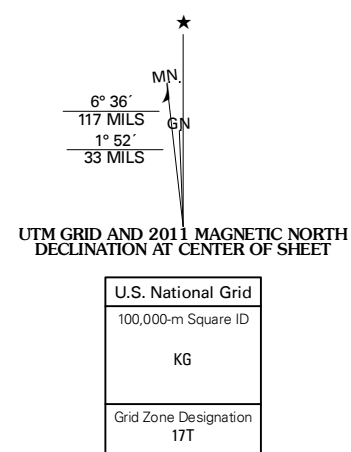 ★
MN.
6° 36´
117 MILS
GN
1° 52´
33 MILS
UTM GRID AND 2011 MAGNETIC NORTH
DECLINATION AT CENTER OF SHEET
U.S. National Grid
100,000-m Square ID
KG
Grid Zone Designation
17T